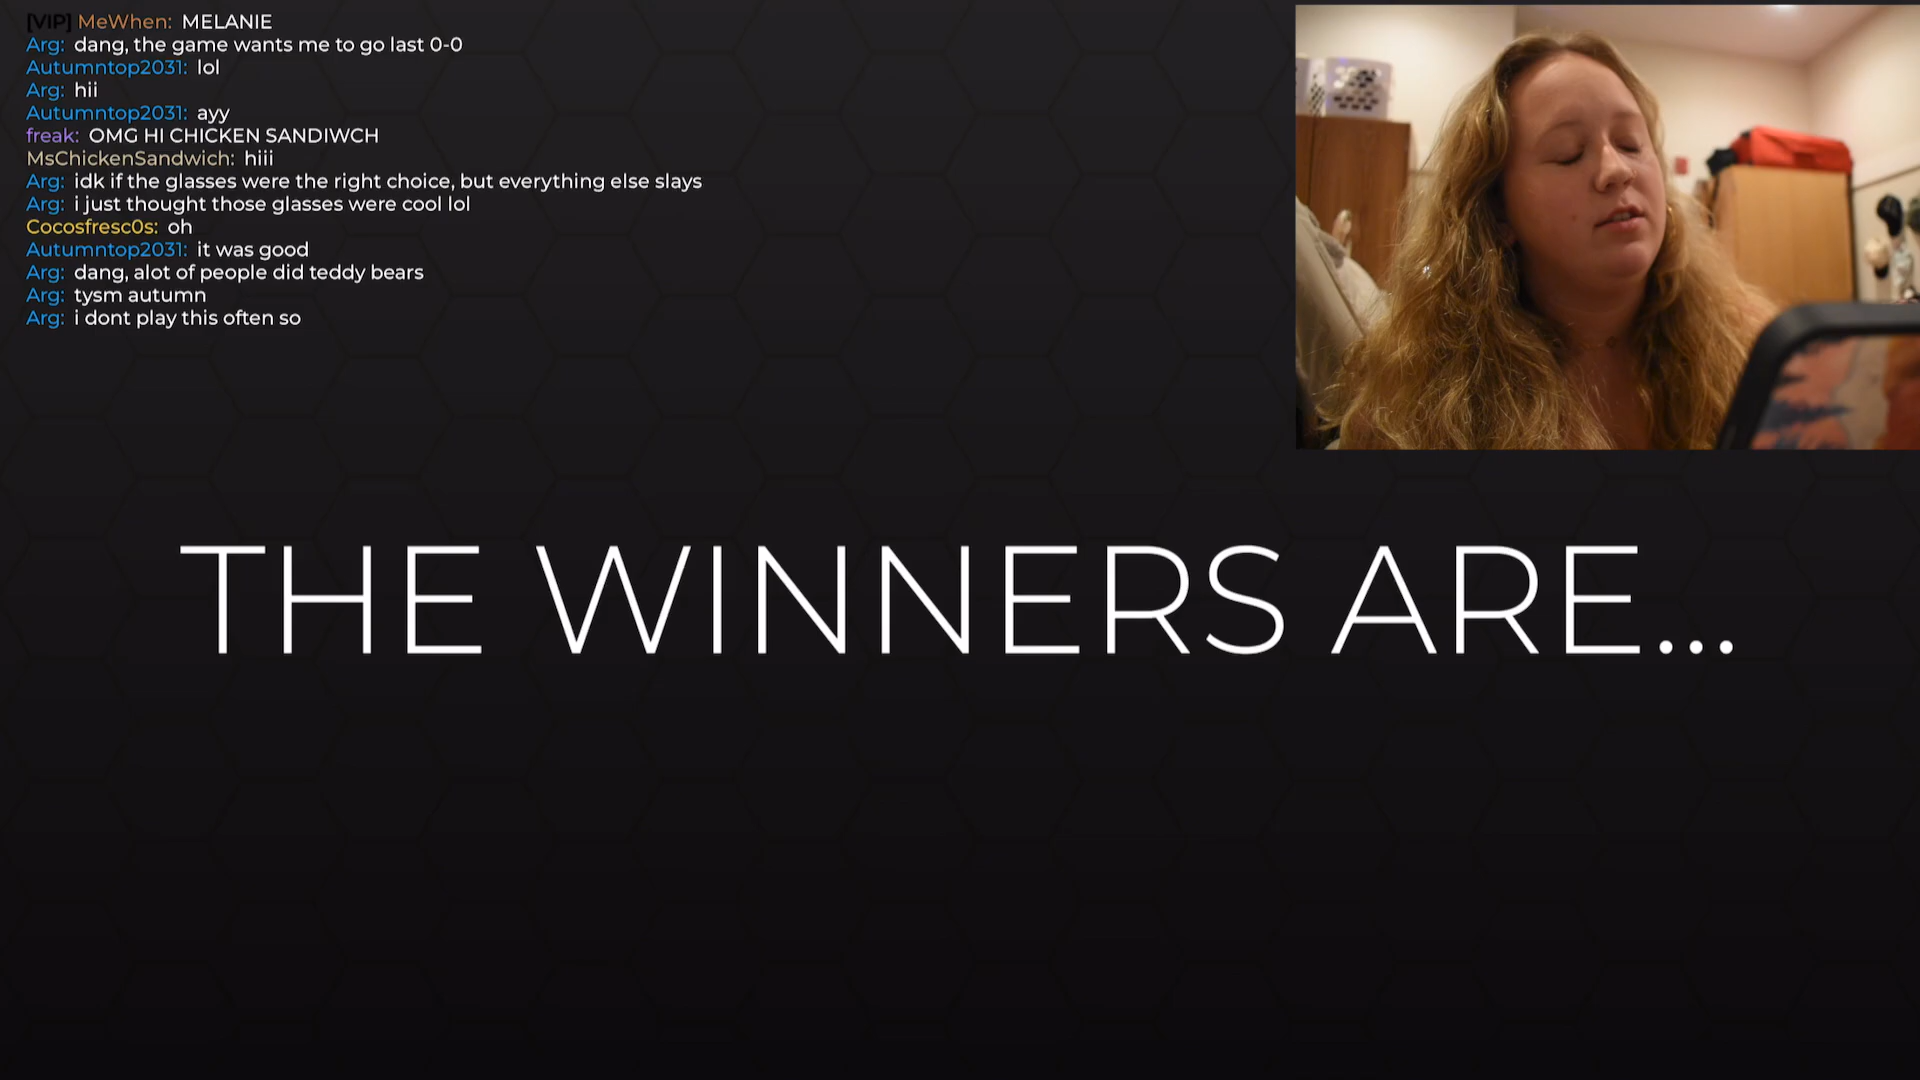 [VIP] MeWhen: MELANIE
Arg: dang, the game wants me to go last 0-0
Autumntop2031: lol
Arg: hii
Autumntop2031: ayy
freak: OMG HI CHICKEN SANDIWCH
MsChickenSandwich: hiii
Arg: idk if the glasses were the right choice, but everything else slays
Arg: i just thought those glasses were cool lol
Cocosfresc0s: oh
Autumntop2031: it was good
Arg: dang, alot of people did teddy bears
Arg: tysm autumn
Arg: i dont play this often so
THE WINNERS ARE...